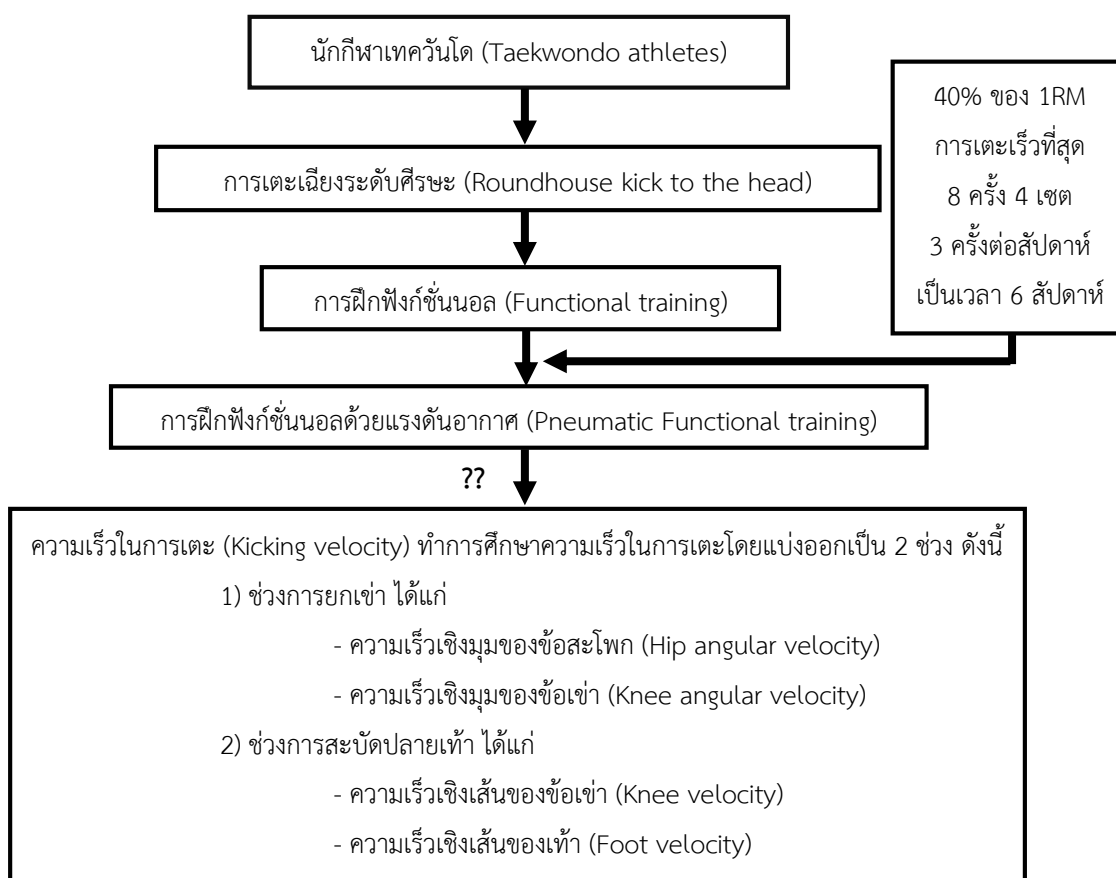 นักกีฬาเทควันโด (Taekwondo athletes)
40% ของ 1RM
การเตะเร็วที่สุด
8 ครั้ง 4 เซต
3 ครั้งต่อสัปดาห์
เป็นเวลา 6 สัปดาห์
การเตะเฉียงระดับศีรษะ (Roundhouse kick to the head)
การฝึกฟังก์ชั่นนอล (Functional training)
การฝึกฟังก์ชั่นนอลด้วยแรงดันอากาศ (Pneumatic Functional training)
??
ความเร็วในการเตะ (Kicking velocity) ทำการศึกษาความเร็วในการเตะโดยแบ่งออกเป็น 2 ช่วง ดังนี้
1) ช่วงการยกเข่า ได้แก่
- ความเร็วเชิงมุมของข้อสะโพก (Hip angular velocity)
- ความเร็วเชิงมุมของข้อเข่า (Knee angular velocity)
2) ช่วงการสะบัดปลายเท้า ได้แก่
- ความเร็วเชิงเส้นของข้อเข่า (Knee velocity)
- ความเร็วเชิงเส้นของเท้า (Foot velocity)